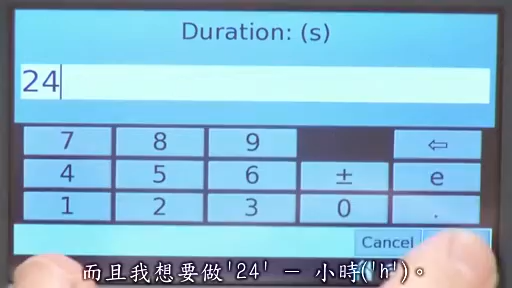 Duration: (s)
24
7 8 9 ⇦
4 5 6 ± e
1 2 3 0 .
Cancel
而且我想要做'24' – 小時('h')。